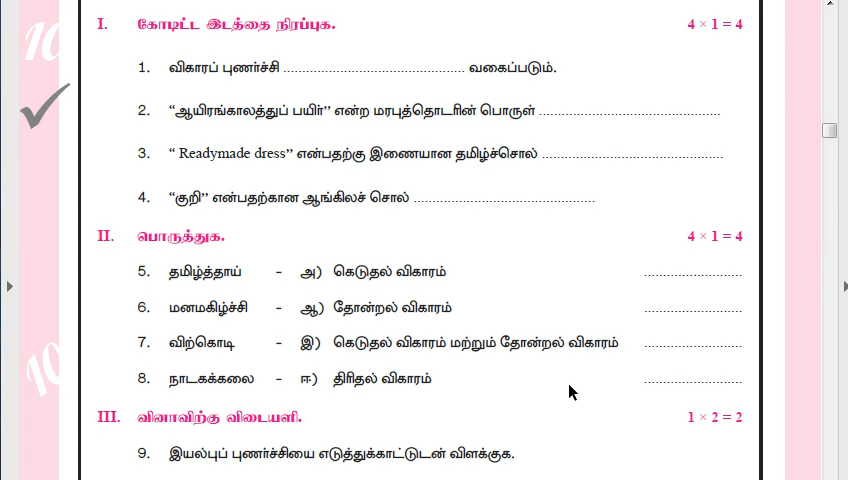 I. கோடிட்ட இடத்தை நிரப்புக. 4 × 1 = 4
1. விகாரப் புணர்ச்சி ............................................. வகைப்படும்.
2. “ஆயிரங்காலத்துப் பயிர்” என்ற மரபுத்தொடரின் பொருள் .............................................
3. “ Readymade dress” என்பதற்கு இணையான தமிழ்ச்சொல் .............................................
4. “குறி” என்பதற்கான ஆங்கிலச் சொல் .............................................
II. பொருத்துக. 4 × 1 = 4
5. தமிழ்த்தாய் - அ) கெடுதல் விகாரம் ........................
6. மனமகிழ்ச்சி - ஆ) தோன்றல் விகாரம் ........................
7. விற்கொடி - இ) கெடுதல் விகாரம் மற்றும் தோன்றல் விகாரம் ........................
8. நாடகக்கலை - ஈ) திரிதல் விகாரம் ........................
III. வினாவிற்கு விடையளி. 1 × 2 = 2
9. இயல்புப் புணர்ச்சியை எடுத்துக்காட்டுடன் விளக்குக.
10
10